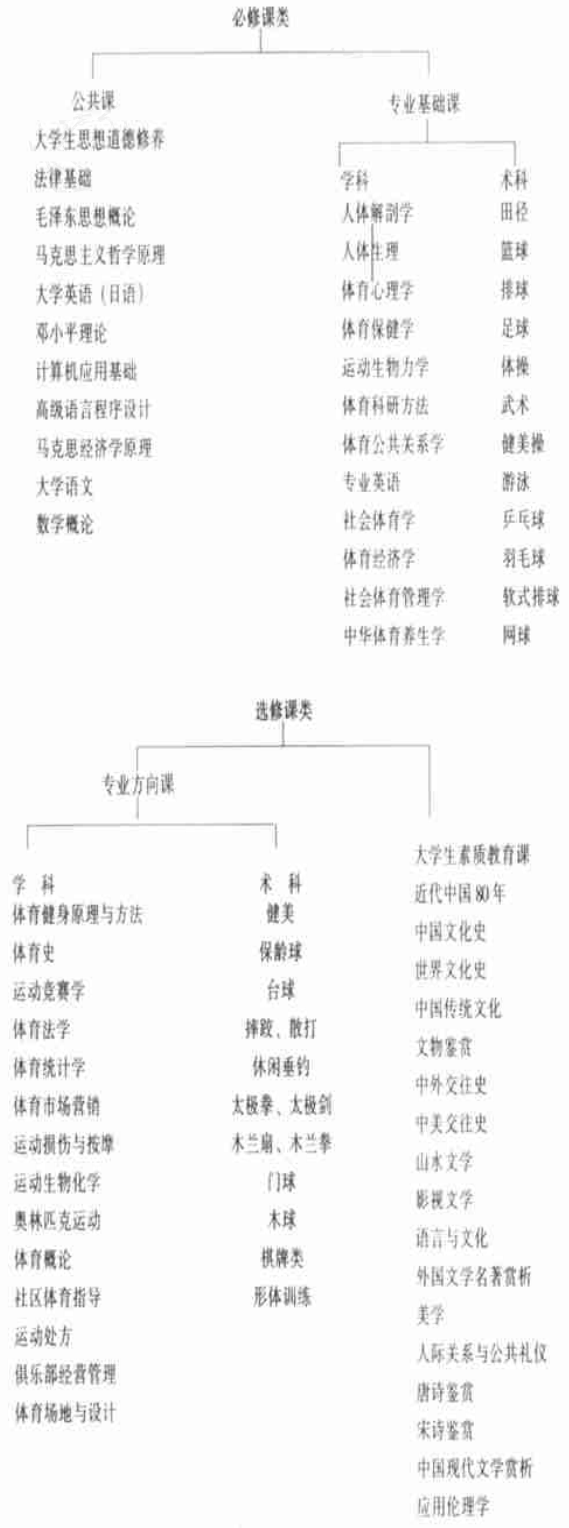 必修课类
公共课
大学生思想道德修养
法律基础
毛泽东思想概论
马克思主义哲学原理
大学英语（日语）
邓小平理论
计算机应用基础
高级语言程序设计
马克思经济学原理
大学语文
数学概论
专业基础课
学科
人体解剖学
人体生理
体育心理学
体育保健学
运动生物力学
体育科研方法
体育公共关系学
专业英语
社会体育学
体育经济学
社会体育管理学
中华体育养生学
术科
田径
篮球
排球
足球
体操
武术
健美操
游泳
乒乓球
羽毛球
软式排球
网球
选修课类
专业方向课
学 科
体育健身原理与方法
体育史
运动竞赛学
体育法学
体育统计学
体育市场营销
运动损伤与按摩
运动生物化学
奥林匹克运动
体育概论
社区体育指导
运动处方
俱乐部经营管理
体育场地与设计
术 科
健美
保龄球
台球
摔跤、散打
休闲垂钓
太极拳、太极剑
木兰扇、木兰拳
门球
木球
棋牌类
形体训练
大学生素质教育课
近代中国 80 年
中国文化史
世界文化史
中国传统文化
文物鉴赏
中外交往史
中美交往史
山水文学
影视文学
语言与文化
外国文学名著赏析
美学
人际关系与公共礼仪
唐诗鉴赏
宋诗鉴赏
中国现代文学赏析
应用伦理学